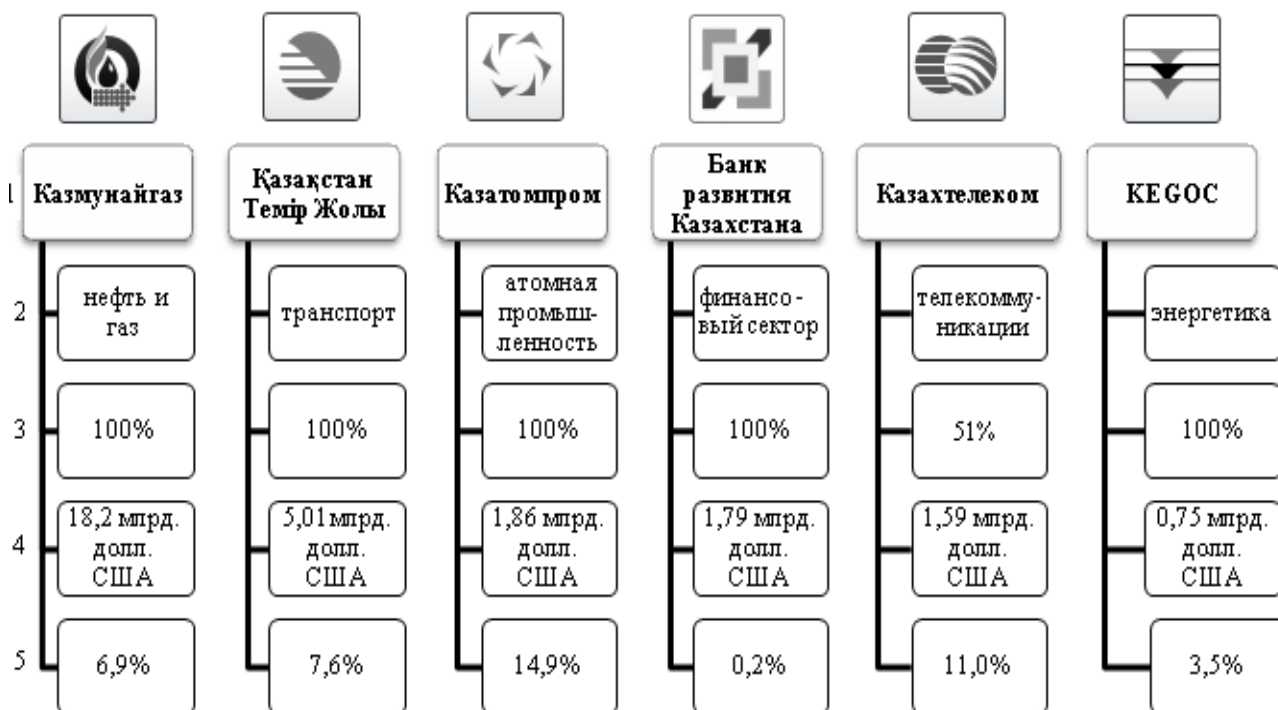 1
Казмунайгаз
Қазақстан
Темір Жолы
Казатомпром
Банк
развития
Казахстана
Казахтелеком
KEGOC
2
нефть и
газ
транспорт
атомная
промыш-
ленность
финансо-
вый сектор
телекомму-
никации
энергетика
3
100%
100%
100%
100%
51%
100%
4
18,2 млрд.
долл.
США
5,01 млрд.
долл.
США
1,86 млрд.
долл.
США
1,79 млрд.
долл.
США
1,59 млрд.
долл.
США
0,75 млрд.
долл.
США
5
6,9%
7,6%
14,9%
0,2%
11,0%
3,5%